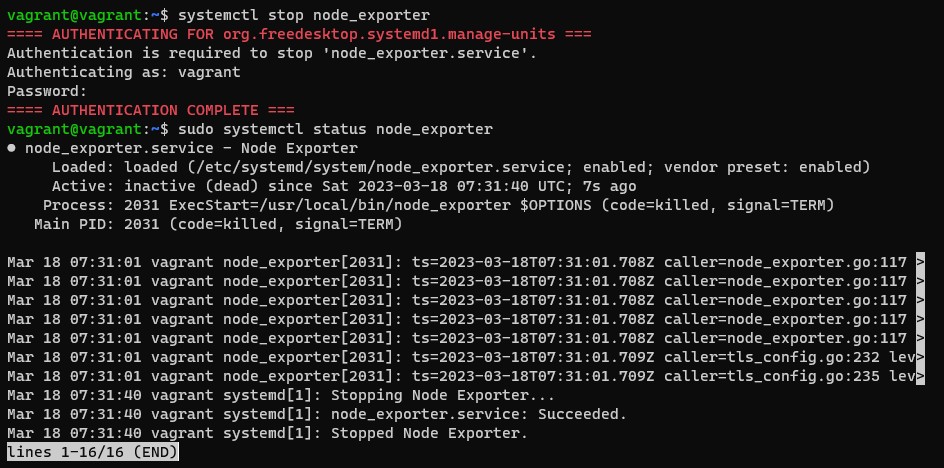 vagrant@vagrant:~$ systemctl stop node_exporter
==== AUTHENTICATING FOR org.freedesktop.systemd1.manage-units ===
Authentication is required to stop 'node_exporter.service'.
Authenticating as: vagrant
Password:
==== AUTHENTICATION COMPLETE ===
vagrant@vagrant:~$ sudo systemctl status node_exporter
● node_exporter.service - Node Exporter
     Loaded: loaded (/etc/systemd/system/node_exporter.service; enabled; vendor preset: enabled)
     Active: inactive (dead) since Sat 2023-03-18 07:31:40 UTC; 7s ago
    Process: 2031 ExecStart=/usr/local/bin/node_exporter $OPTIONS (code=killed, signal=TERM)
   Main PID: 2031 (code=killed, signal=TERM)

Mar 18 07:31:01 vagrant node_exporter[2031]: ts=2023-03-18T07:31:01.708Z caller=node_exporter.go:117 >
Mar 18 07:31:01 vagrant node_exporter[2031]: ts=2023-03-18T07:31:01.708Z caller=node_exporter.go:117 >
Mar 18 07:31:01 vagrant node_exporter[2031]: ts=2023-03-18T07:31:01.708Z caller=node_exporter.go:117 >
Mar 18 07:31:01 vagrant node_exporter[2031]: ts=2023-03-18T07:31:01.708Z caller=node_exporter.go:117 >
Mar 18 07:31:01 vagrant node_exporter[2031]: ts=2023-03-18T07:31:01.708Z caller=node_exporter.go:117 >
Mar 18 07:31:01 vagrant node_exporter[2031]: ts=2023-03-18T07:31:01.709Z caller=tls_config.go:232 lev>
Mar 18 07:31:01 vagrant node_exporter[2031]: ts=2023-03-18T07:31:01.709Z caller=tls_config.go:235 lev>
Mar 18 07:31:40 vagrant systemd[1]: Stopping Node Exporter...
Mar 18 07:31:40 vagrant systemd[1]: node_exporter.service: Succeeded.
Mar 18 07:31:40 vagrant systemd[1]: Stopped Node Exporter.
lines 1-16/16 (END)